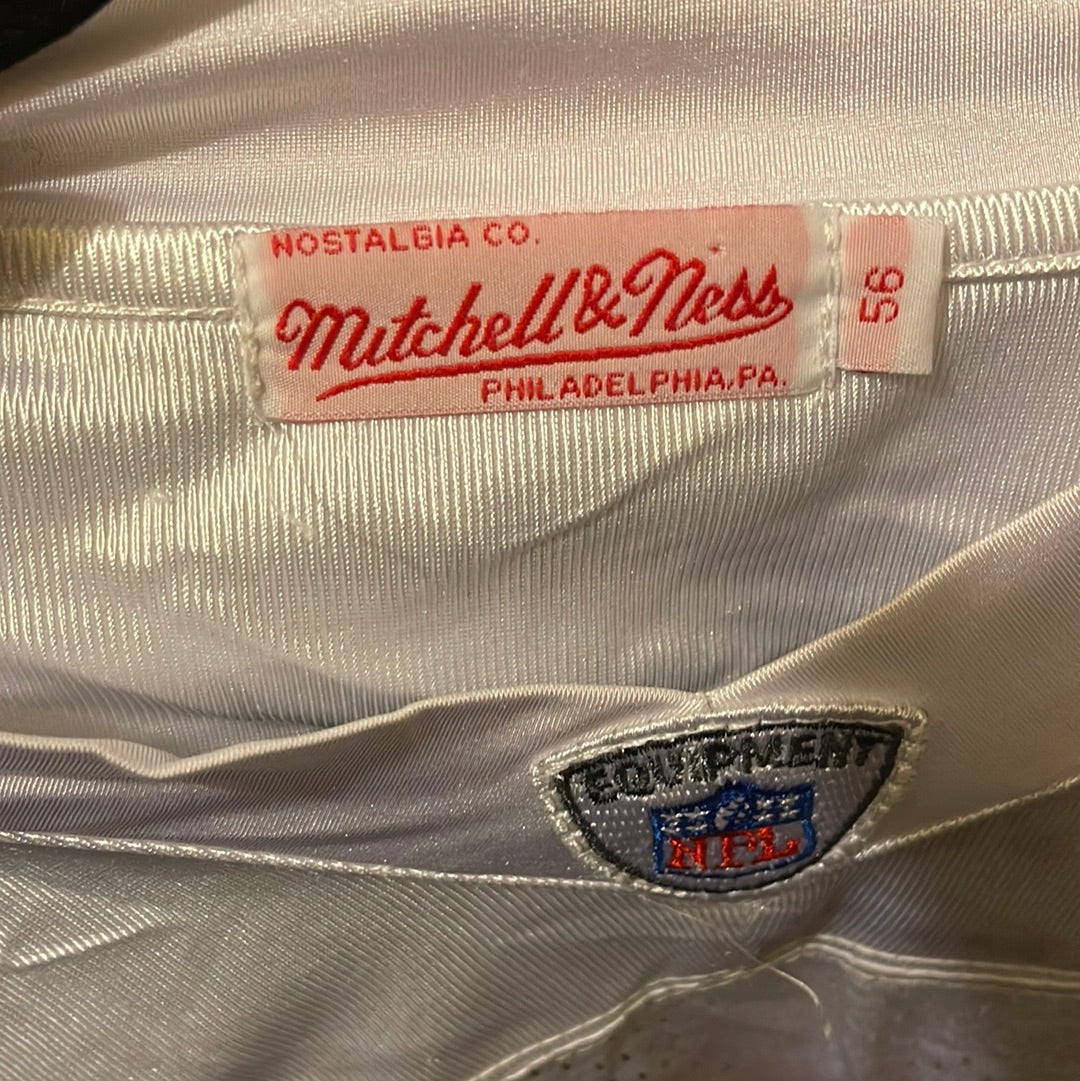 NOSTALGIA CO.
Mitchell & Ness
PHILADELPHIA, PA.
56
EQUIPMENT
NFL